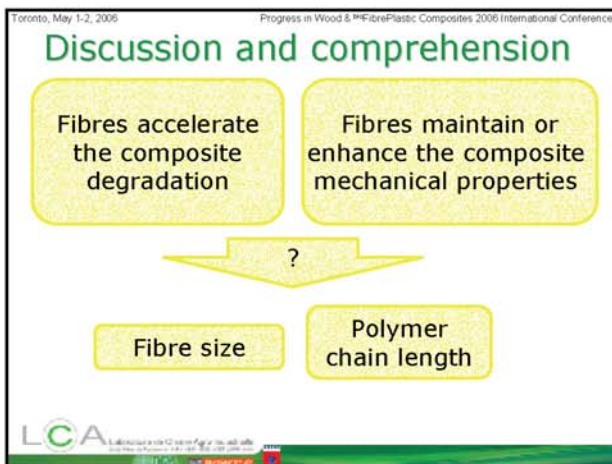 Toronto, May 1-2, 2006
Progress in Wood & BioFibrePlastic Composites 2006 International Conference
Discussion and comprehension
Fibres accelerate
the composite
degradation
Fibres maintain or
enhance the composite
mechanical properties
?
Fibre size
Polymer
chain length
LCA